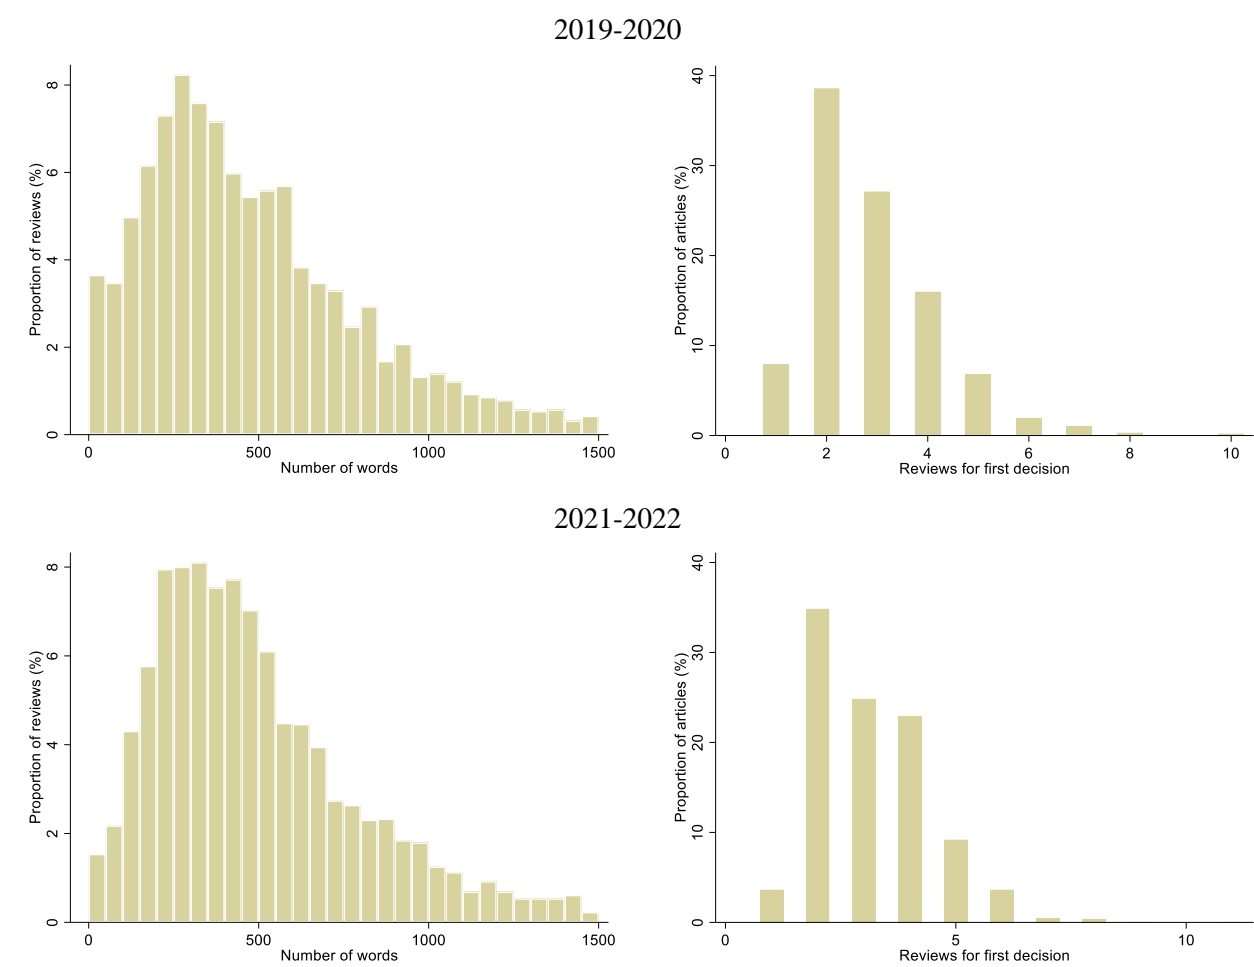 2019-2020
Proportion of reviews (%)
8
6
4
2
0
0 500 1000 1500
Number of words
Proportion of articles (%)
40
30
20
10
0
0 2 4 6 8 10
Reviews for first decision
2021-2022
Proportion of reviews (%)
8
6
4
2
0
0 500 1000 1500
Number of words
Proportion of articles (%)
40
30
20
10
0
0 5 10
Reviews for first decision